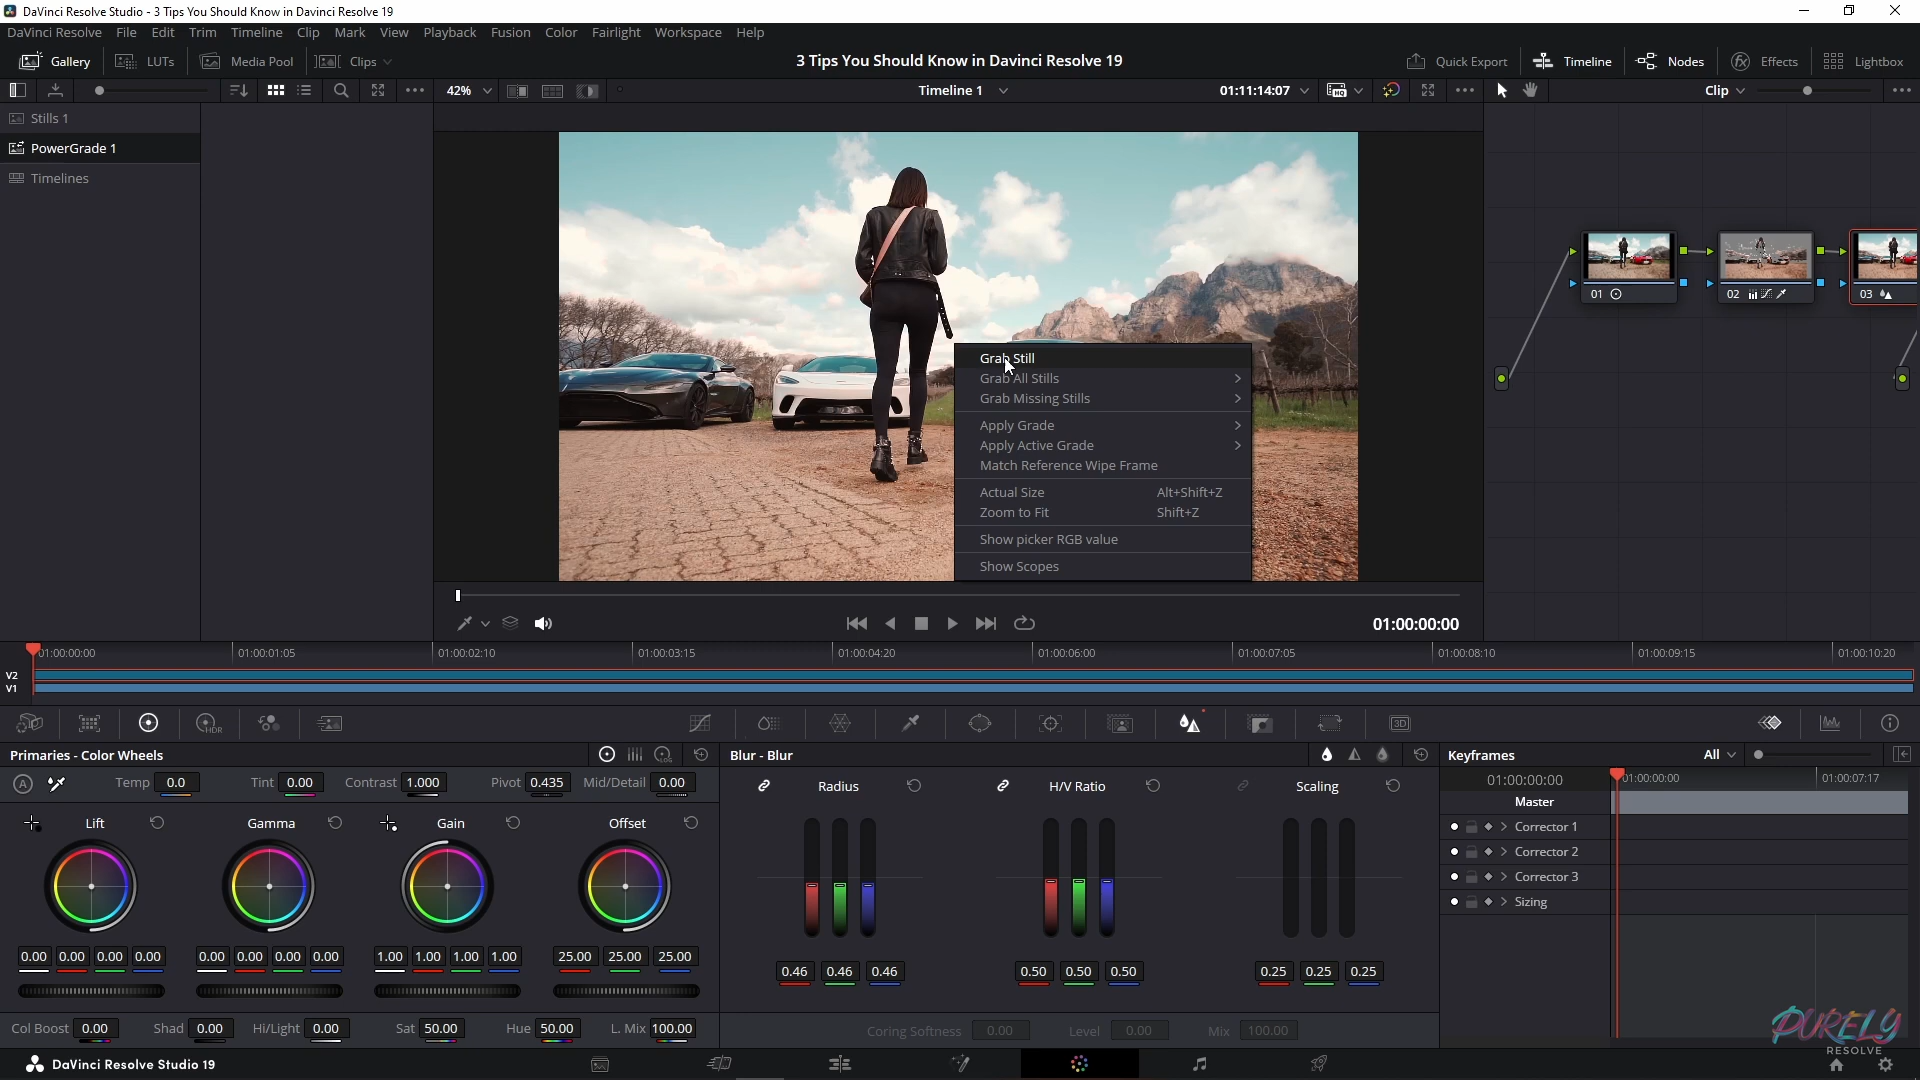 DaVinci Resolve Studio - 3 Tips You Should Know in Davinci Resolve 19
DaVinci Resolve File Edit Trim Timeline Clip Mark View Playback Fusion Color Fairlight Workspace Help
Gallery LUTs Media Pool Clips 3 Tips You Should Know in Davinci Resolve 19 Quick Export Timeline Nodes Effects Lightbox
42% Timeline 1 01:11:14:07 Clip
Stills 1
PowerGrade 1
Timelines
01 02 03
Grab Still
Grab All Stills
Grab Missing Stills
Apply Grade
Apply Active Grade
Match Reference Wipe Frame
Actual Size Alt+Shift+Z
Zoom to Fit Shift+Z
Show picker RGB value
Show Scopes
01:00:00:00
01:00:00:00 01:00:01:05 01:00:02:10 01:00:03:15 01:00:04:20 01:00:06:00 01:00:07:05 01:00:08:10 01:00:09:15 01:00:10:20
V2
V1
HDR 3D
Primaries - Color Wheels LOG Blur - Blur Keyframes All
A Temp 0.0 Tint 0.00 Contrast 1.000 Pivot 0.435 Mid/Detail 0.00 Radius H/V Ratio Scaling 01:00:00:00 01:00:00:00 01:00:07:17
Master
Lift Gamma Gain Offset Corrector 1
Corrector 2
Corrector 3
Sizing
0.00 0.00 0.00 0.00 0.00 0.00 0.00 0.00 1.00 1.00 1.00 1.00 25.00 25.00 25.00
0.46 0.46 0.46 0.50 0.50 0.50 0.25 0.25 0.25
Col Boost 0.00 Shad 0.00 Hi/Light 0.00 Sat 50.00 Hue 50.00 L. Mix 100.00 Coring Softness 0.00 Level 0.00 Mix 100.00
PURELY
RESOLVE
DaVinci Resolve Studio 19